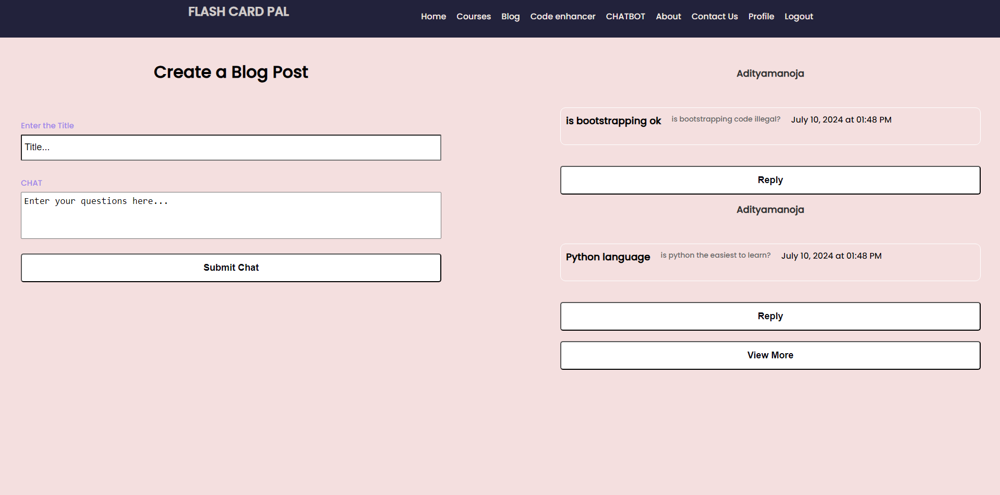 FLASH CARD PAL
Home Courses Blog Code enhancer CHATBOT About Contact Us Profile Logout
Create a Blog Post
Enter the Title
Title...
CHAT
Enter your questions here...
Submit Chat
Adityamanoja
is bootstrapping ok is bootstrapping code illegal? July 10, 2024 at 01:48 PM
Reply
Adityamanoja
Python language is python the easiest to learn? July 10, 2024 at 01:48 PM
Reply
View More